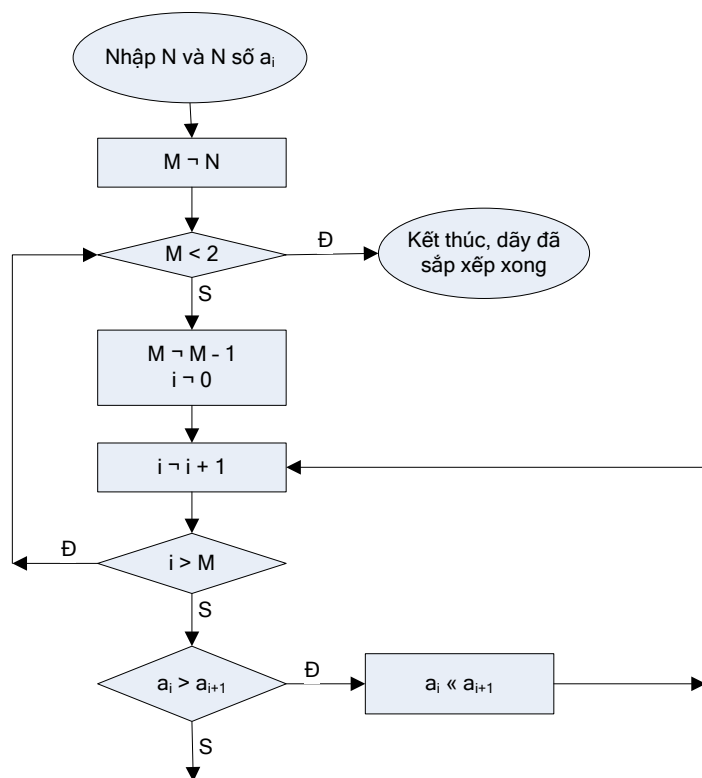 Nhập N và N số aᵢ
M ¬ N
M < 2
Đ
Kết thúc, dãy đã
sắp xếp xong
S
M ¬ M - 1
i ¬ 0
i ¬ i + 1
Đ
i > M
S
aᵢ > aᵢ₊₁
Đ
aᵢ « aᵢ₊₁
S